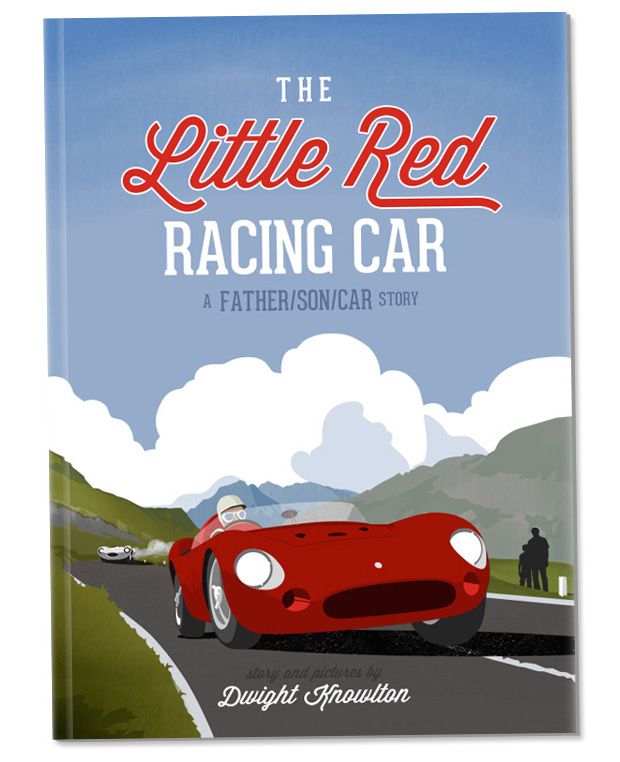 THE
Little Red
RACING CAR
A FATHER/SON/CAR STORY
story and pictures by
Dwight Knowlton